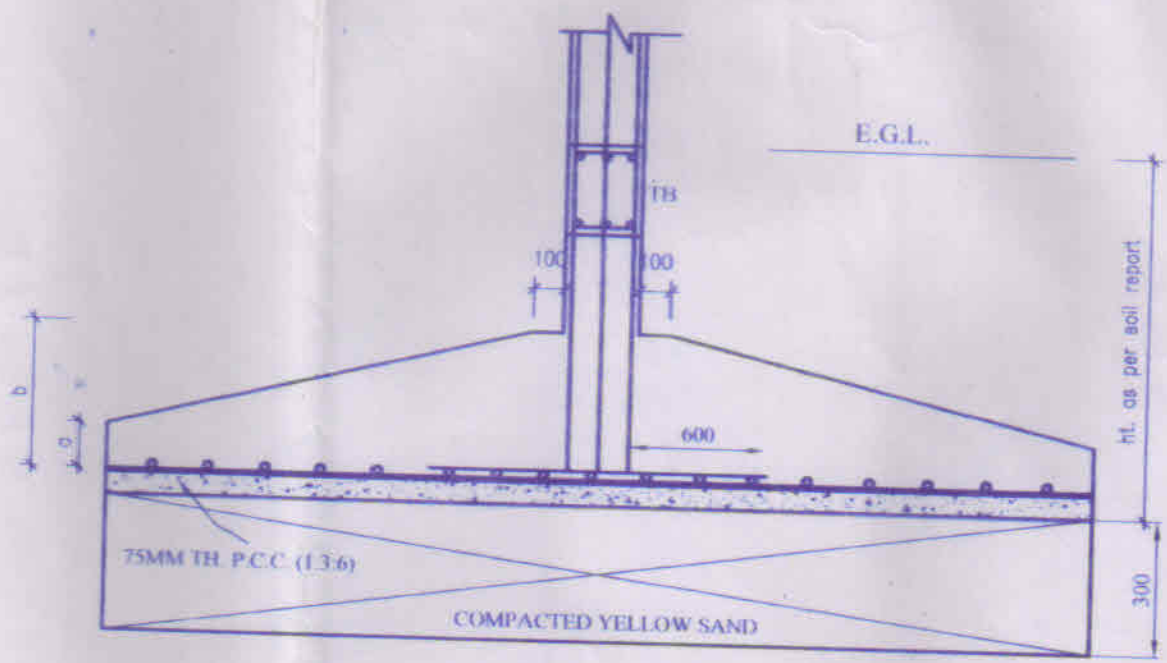 E.G.L.
TB
100
100
ht. as per soil report
b
a
600
75MM TH. P.C.C. (1:3:6)
300
COMPACTED YELLOW SAND